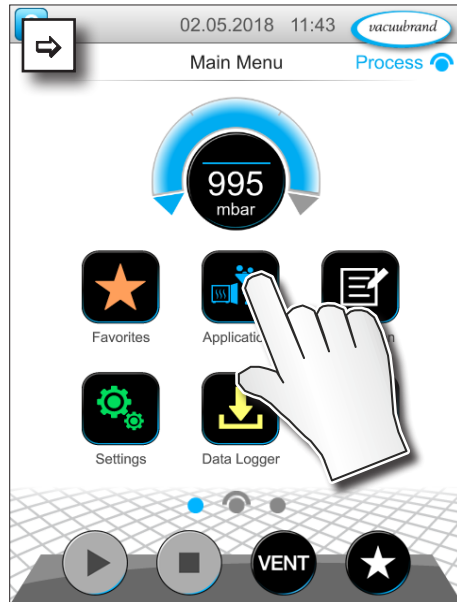 02.05.2018 11:43 vacuubrand
Main Menu Process
995
mbar
Favorites
Settings Data Logger
VENT